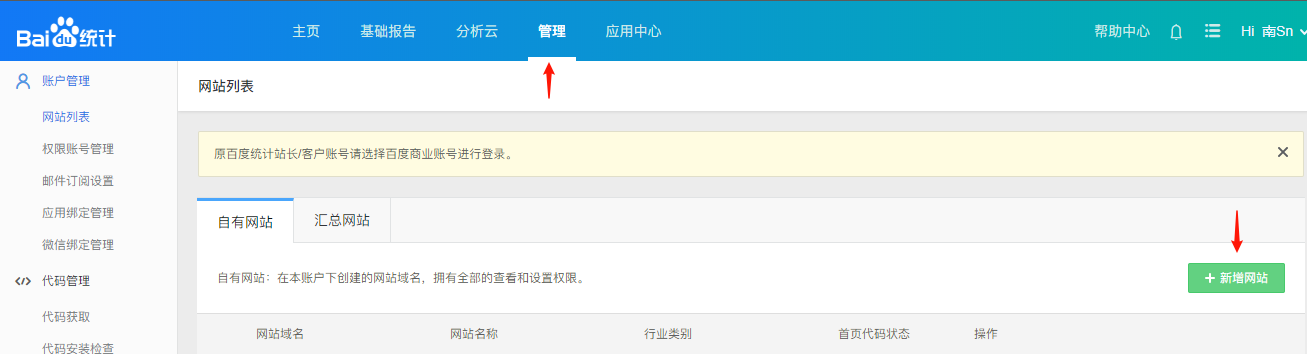 Baidu统计 主页 基础报告 分析云 管理 应用中心 帮助中心 Hi 南Sn
账户管理
网站列表
权限账号管理
邮件订阅设置
应用绑定管理
微信绑定管理
代码管理
代码获取
代码安装检查
网站列表
原百度统计站长/客户账号请选择百度商业账号进行登录。
自有网站 汇总网站
自有网站：在本账户下创建的网站域名，拥有全部的查看和设置权限。
+ 新增网站
网站域名 网站名称 行业类别 首页代码状态 操作